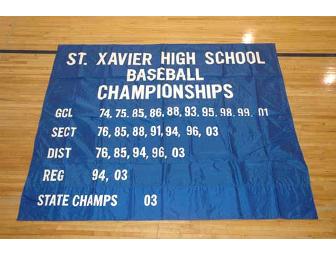 ST. XAVIER HIGH SCHOOL
BASEBALL
CHAMPIONSHIPS
GCL 74, 75, 85, 86, 88, 93, 95, 98, 99, 01
SECT 76, 85, 88, 91, 94, 96, 03
DIST 76, 85, 94, 96, 03
REG 94, 03
STATE CHAMPS 03